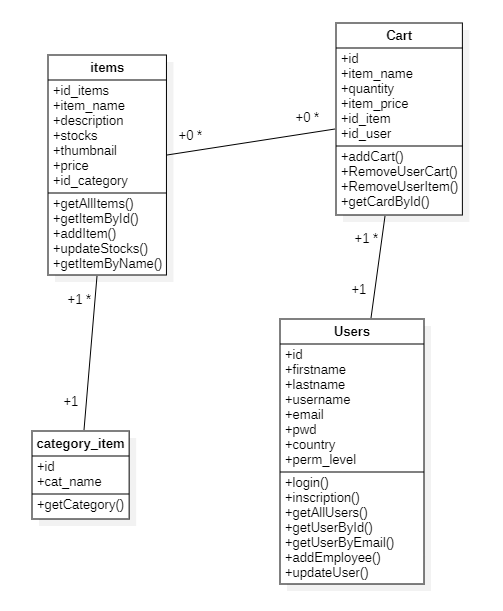 items
+id_items
+item_name
+description
+stocks
+thumbnail
+price
+id_category
+getAllItems()
+getItemById()
+addItem()
+updateStocks()
+getItemByName()
+0 *
+0 *
Cart
+id
+item_name
+quantity
+item_price
+id_item
+id_user
+addCart()
+RemoveUserCart()
+RemoveUserItem()
+getCardById()
+1 *
+1
+1 *
+1
category_item
+id
+cat_name
+getCategory()
Users
+id
+firstname
+lastname
+username
+email
+pwd
+country
+perm_level
+login()
+inscription()
+getAllUsers()
+getUserById()
+getUserByEmail()
+addEmployee()
+updateUser()